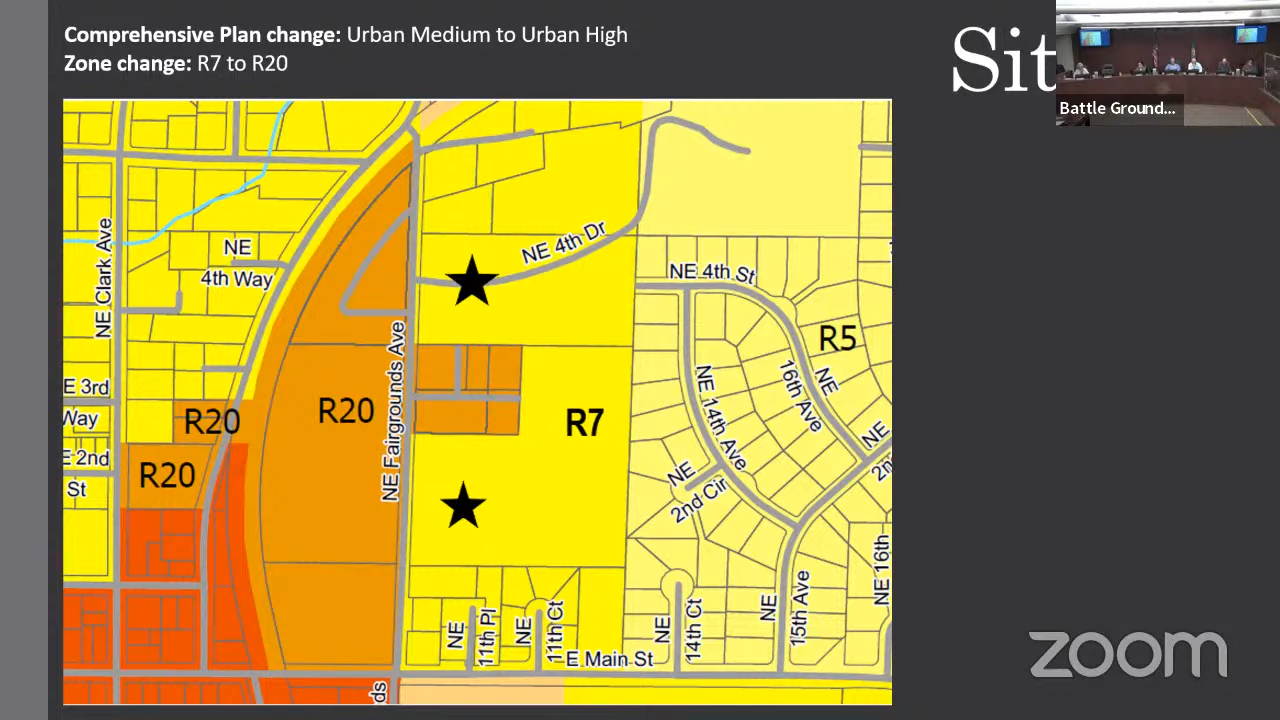 Comprehensive Plan change: Urban Medium to Urban High
Zone change: R7 to R20
Sit
Battle Ground...
NE Clark Ave
NE
4th Way
NE 4th Dr
NE 4th St
R5
NE Fairgrounds Ave
E 3rd
Way
R20
R20
R7
NE 14th Ave
NE
16th Ave
NE
2n
E 2nd
St
R20
NE
2nd Cir
NE 16th
NE
11th Pl
NE
11th Ct
NE
14th Ct
NE
15th Ave
E Main St
ds
zoom